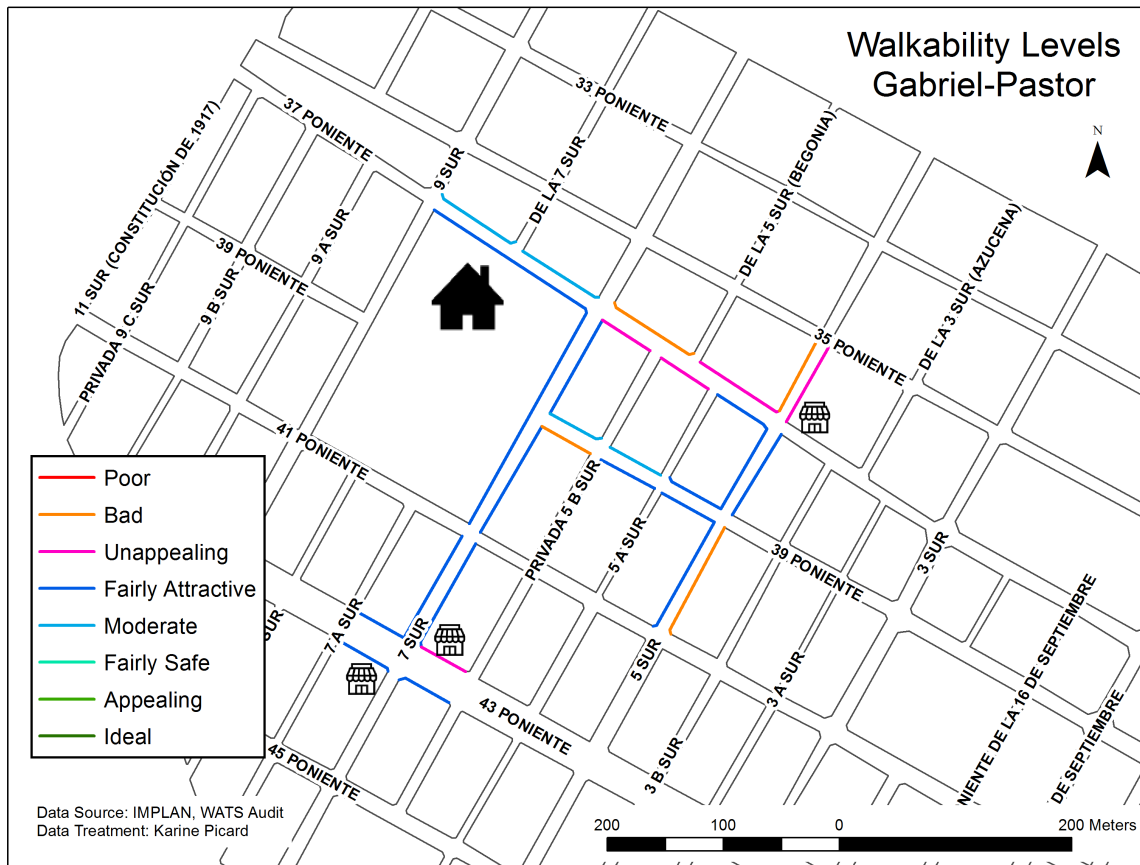 Walkability Levels
Gabriel-Pastor
N
33 PONIENTE
37 PONIENTE
9 SUR
DE LA 7 SUR
DE LA 5 SUR (BEGONIA)
11 SUR (CONSTITUCIÓN DE 1917)
9 A SUR
39 PONIENTE
9 B SUR
PRIVADA 9 C SUR
DE LA 3 SUR (AZUCENA)
35 PONIENTE
41 PONIENTE
PRIVADA 5 B SUR
5 A SUR
39 PONIENTE
3 SUR
Poor
Bad
Unappealing
Fairly Attractive
Moderate
Fairly Safe
Appealing
Ideal
SUR
7 A SUR
7 SUR
5 SUR
3 A SUR
43 PONIENTE
3 B SUR
45 PONIENTE
NIENTE DE LA 16 DE SEPTIEMBRE
DE SEPTIEMBRE
Data Source: IMPLAN, WATS Audit
Data Treatment: Karine Picard
200 100 0 200 Meters